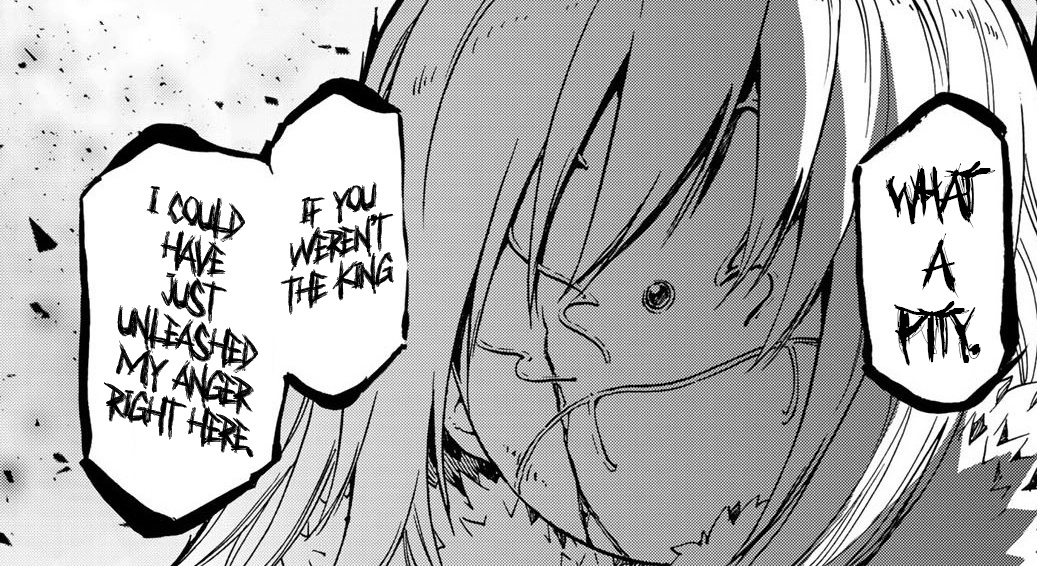 WHAT
A
PITY.
IF YOU
WEREN'T
THE KING
I COULD
HAVE
JUST
UNLEASHED
MY ANGER
RIGHT HERE